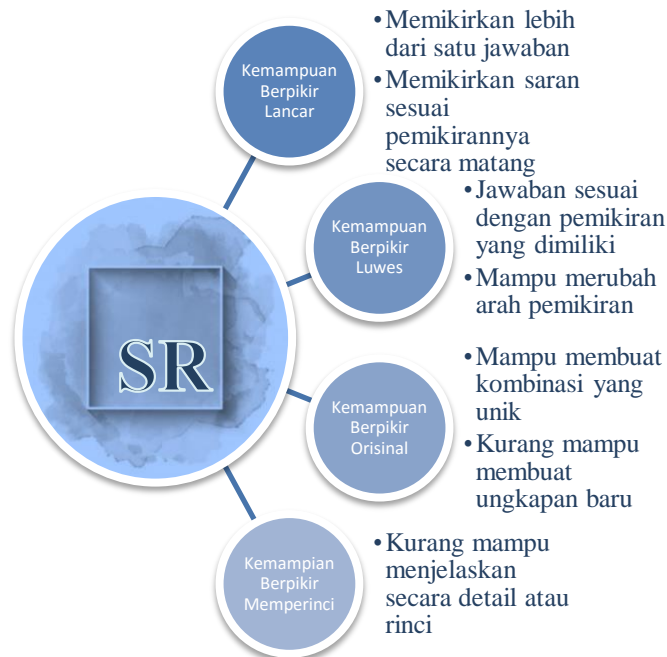 Kemampuan
Berpikir
Lancar
•Memikirkan lebih
dari satu jawaban
•Memikirkan saran
sesuai
pemikirannya
secara matang
Kemampuan
Berpikir
Luwes
•Jawaban sesuai
dengan pemikiran
yang dimiliki
•Mampu merubah
arah pemikiran
SR
Kemampuan
Berpikir
Orisinal
•Mampu membuat
kombinasi yang
unik
•Kurang mampu
membuat
ungkapan baru
Kemampian
Berpikir
Memperinci
•Kurang mampu
menjelaskan
secara detail atau
rinci